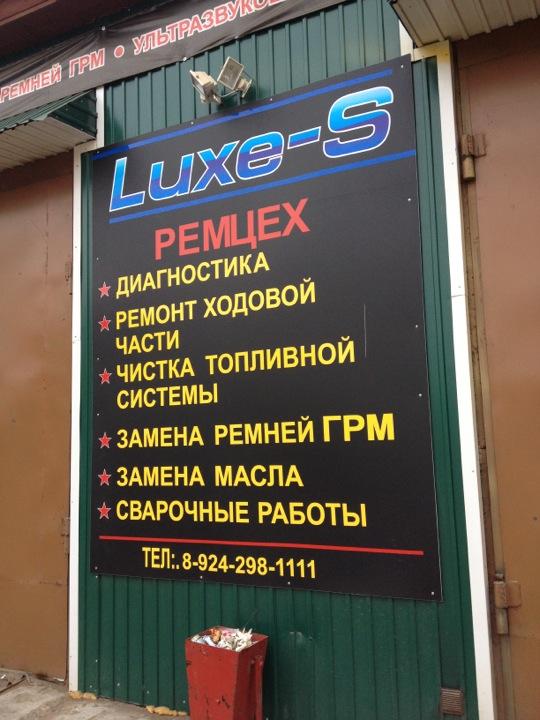 РЕМНЕЙ ГРМ • УЛЬТРАЗВУКОВ
Luxe-S
РЕМЦЕХ
ДИАГНОСТИКА
РЕМОНТ ХОДОВОЙ
ЧАСТИ
ЧИСТКА ТОПЛИВНОЙ
СИСТЕМЫ
ЗАМЕНА РЕМНЕЙ ГРМ
ЗАМЕНА МАСЛА
СВАРОЧНЫЕ РАБОТЫ
ТЕЛ:. 8-924-298-1111